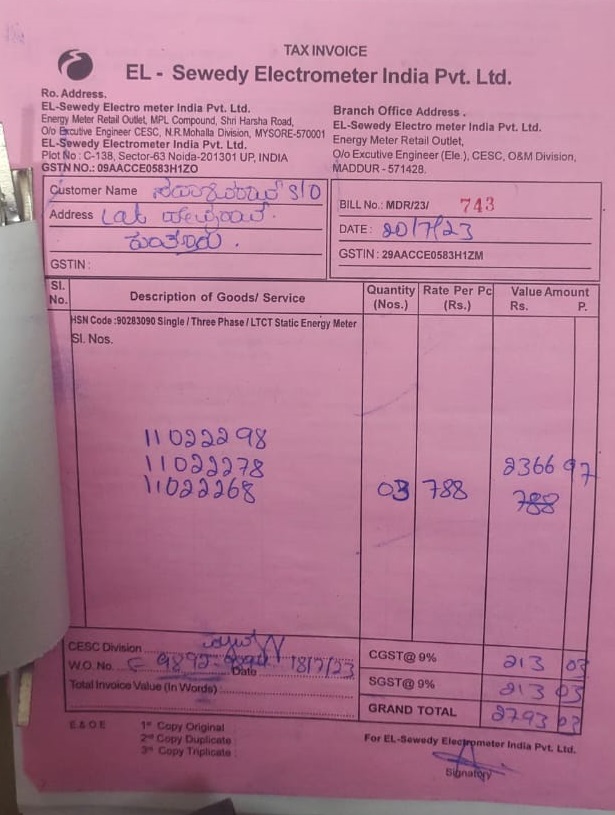 TAX INVOICE
EL - Sewedy Electrometer India Pvt. Ltd.
Ro. Address.
EL-Sewedy Electro meter India Pvt. Ltd.
Energy Meter Retail Outlet, MPL Compound, Shri Harsha Road,
O/o Excutive Engineer CESC, N.R.Mohalla Division, MYSORE-570001
EL-Sewedy Electrometer India Pvt. Ltd.
Plot No : C-138, Sector-63 Noida-201301 UP, INDIA
GSTN NO.: 09AACCE0583H1ZO
Branch Office Address .
EL-Sewedy Electro meter India Pvt. Ltd.
Energy Meter Retail Outlet,
O/o Excutive Engineer (Ele.), CESC, O&M Division,
MADDUR - 571428.
Customer Name S/O
Address Lat
GSTIN :
BILL No.: MDR/23/ 743
DATE : 20/7/23
GSTIN : 29AACCE0583H1ZM
Sl. No. Description of Goods/ Service Quantity (Nos.) Rate Per Pc (Rs.) Value Amount Rs. P.
HSN Code :90283090 Single / Three Phase / LTCT Static Energy Meter
Sl. Nos.
11022298
11022278 2366 97
11022268 03 788 788
CESC Division
W.O. No. 9892- Date 18/7/23
Total Invoice Value (In Words)
CGST@ 9% 213 03
SGST@ 9% 213 03
GRAND TOTAL 2793 03
E & O E
1st Copy Original
2nd Copy Duplicate
3rd Copy Triplicate
For EL-Sewedy Electrometer India Pvt. Ltd.
Signatory